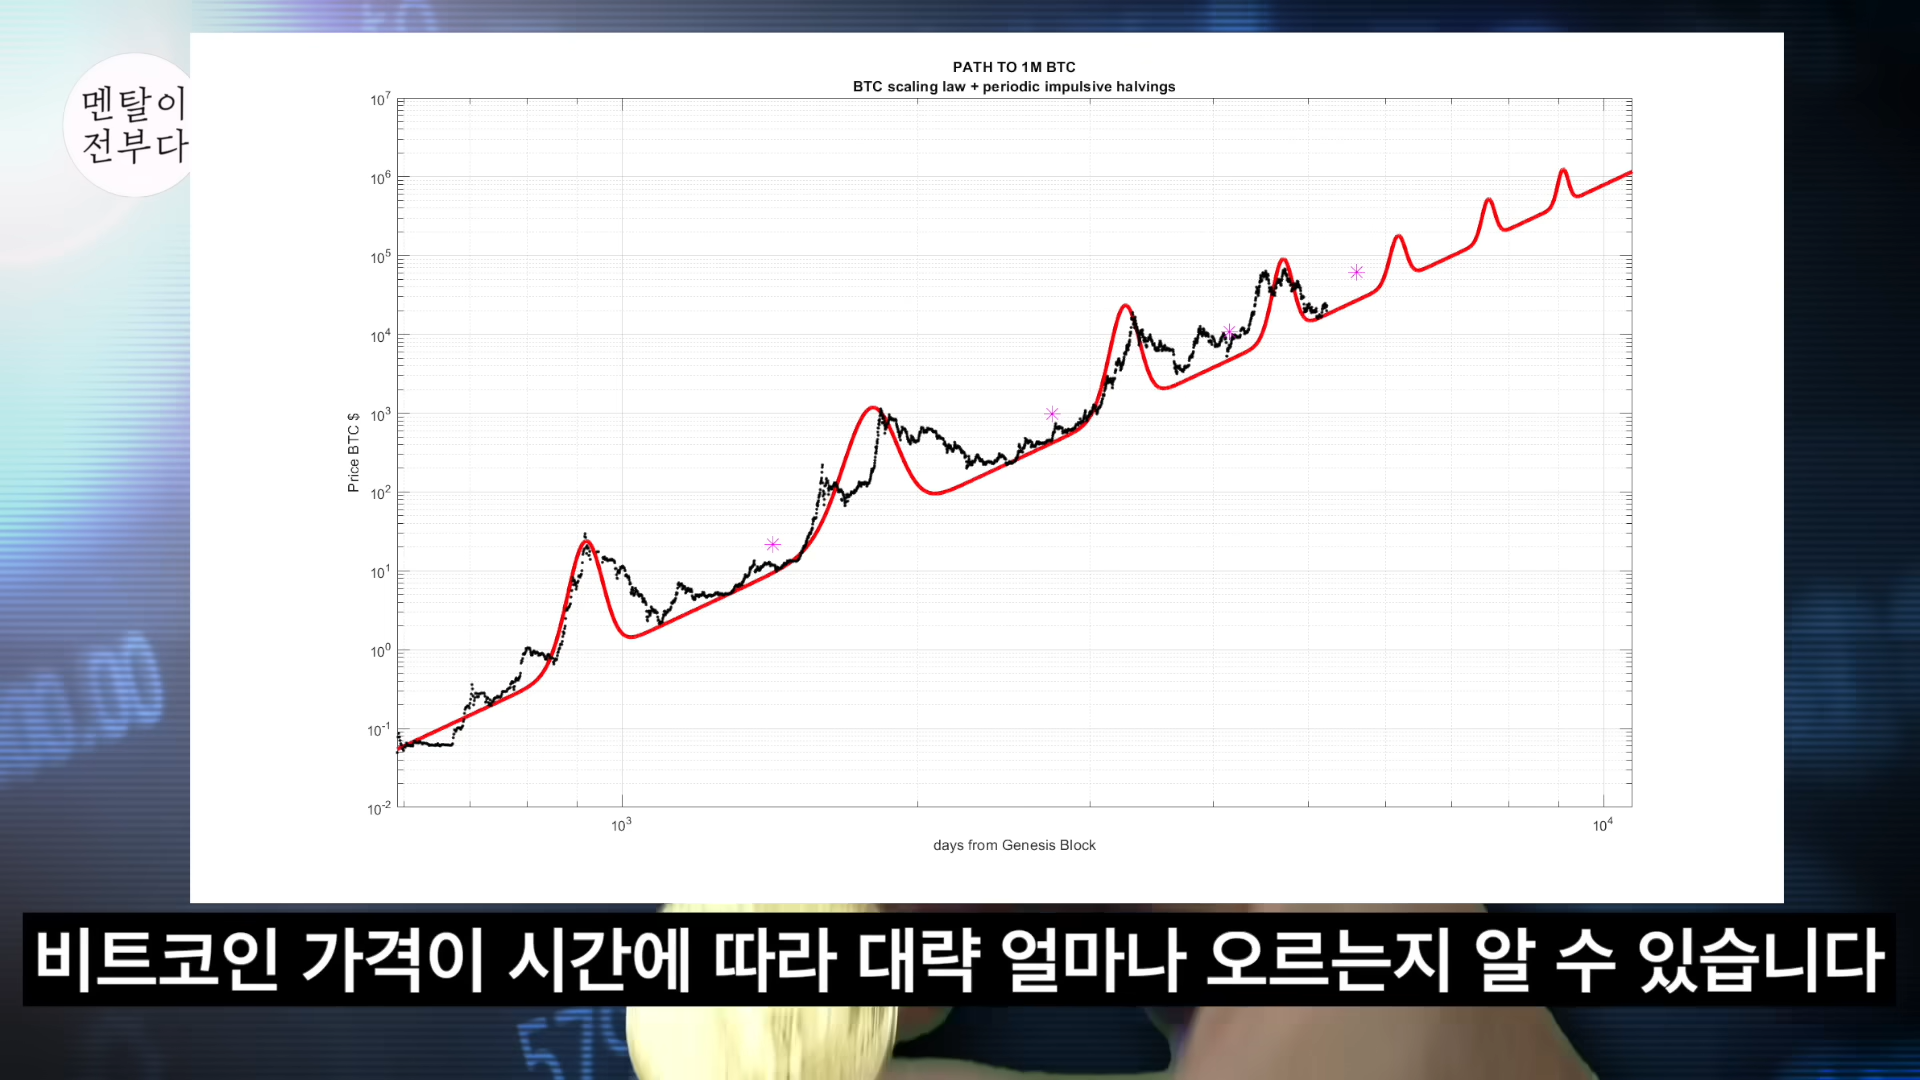 멘탈이
전부다
PATH TO 1M BTC
BTC scaling law + periodic impulsive halvings
10^7
10^6
10^5
10^4
10^3
10^2
10^1
10^0
10^-1
10^-2
Price BTC $
10^3
10^4
days from Genesis Block
00.00
비트코인 가격이 시간에 따라 대략 얼마나 오르는지 알 수 있습니다